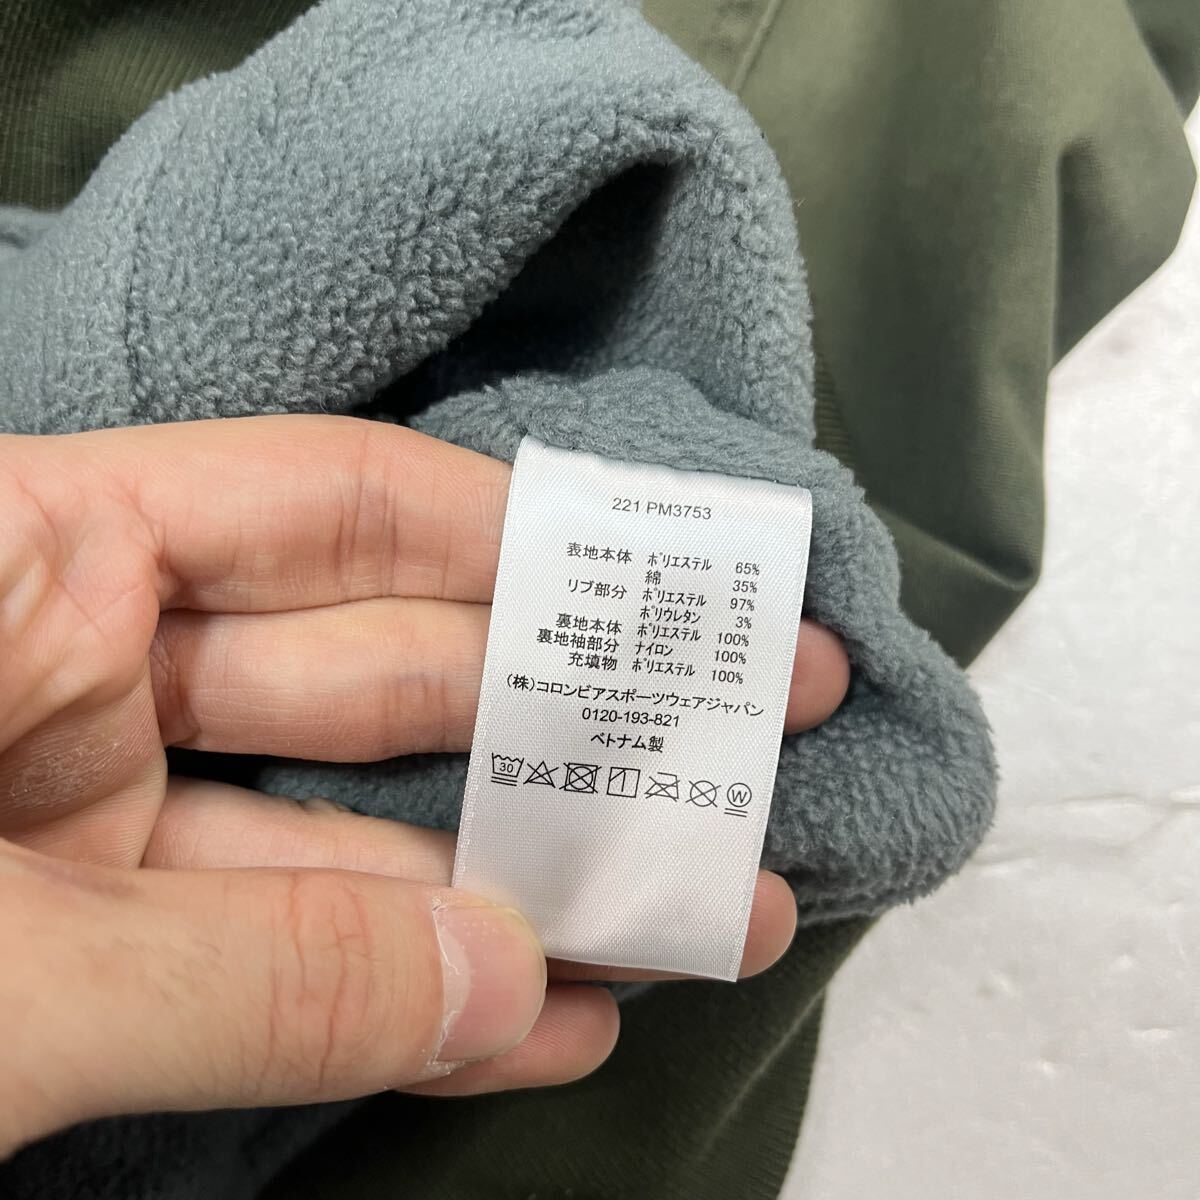 221 PM3753
表地本体 ポリエステル 65%
綿 35%
リブ部分 ポリエステル 97%
ポリウレタン 3%
裏地本体 ポリエステル 100%
裏地袖部分 ナイロン 100%
充填物 ポリエステル 100%
(株)コロンビアスポーツウェアジャパン
0120-193-821
ベトナム製
30 W